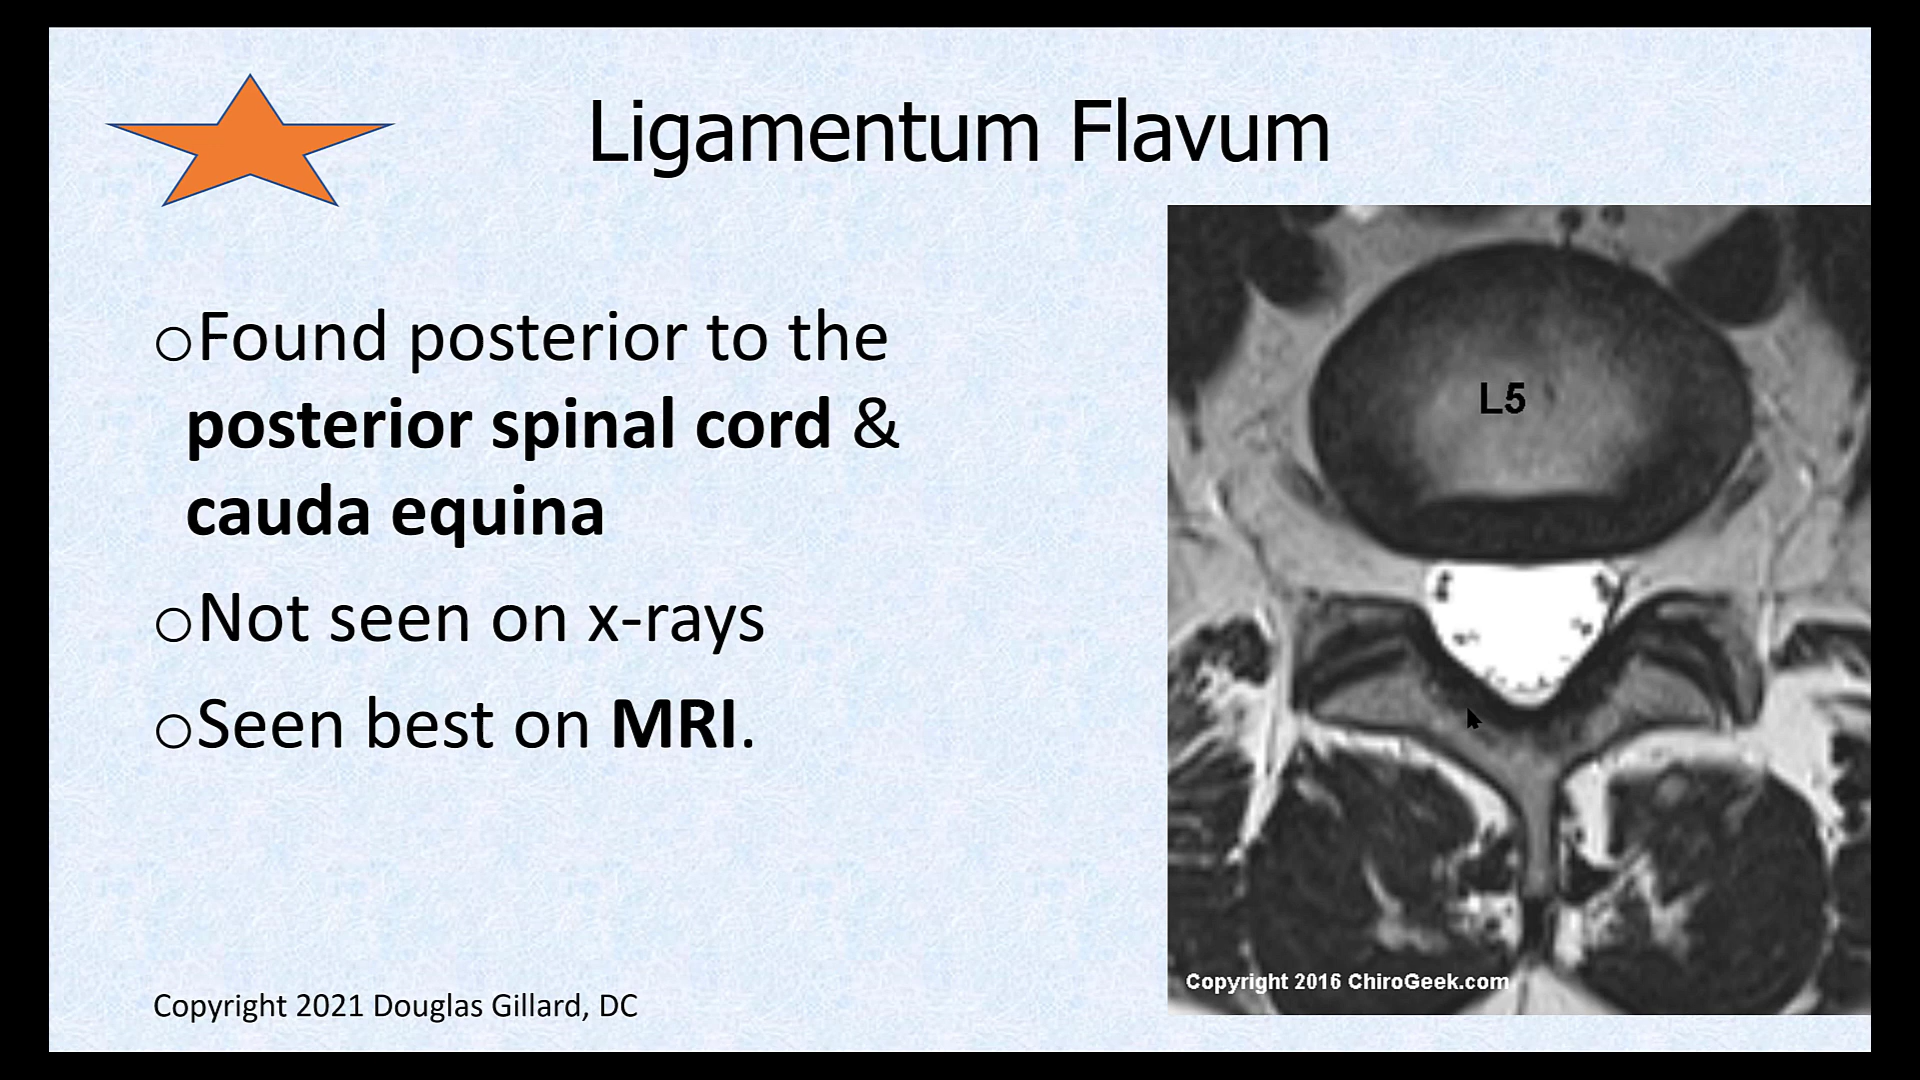 Ligamentum Flavum
oFound posterior to the
posterior spinal cord &
cauda equina
oNot seen on x-rays
oSeen best on MRI.
L5
Copyright 2016 ChiroGeek.com
Copyright 2021 Douglas Gillard, DC